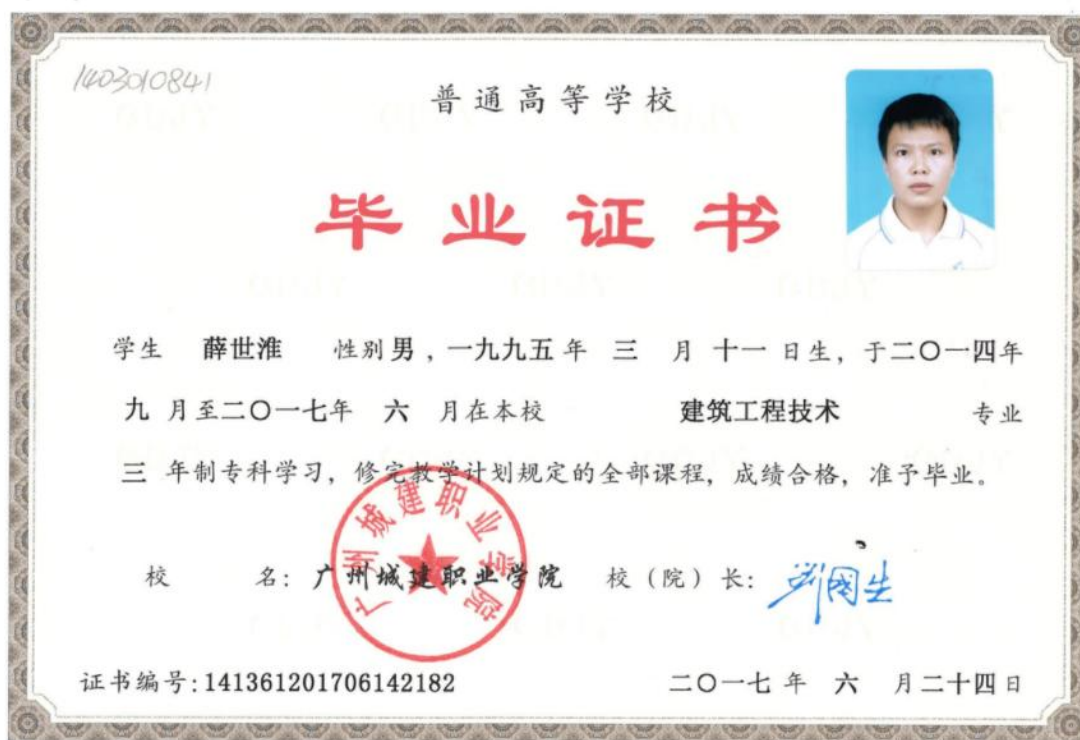 1403010841
普通高等学校
毕业证书
学生 薛世淮 性别男，一九九五年 三 月 十一 日生，于二〇一四年
九 月至二〇一七年 六 月在本校 建筑工程技术 专业
三 年制专科学习，修完教学计划规定的全部课程，成绩合格，准予毕业。
广州城建职业学院
校 名：广州城建职业学院 校（院）长：刘国生
证书编号：141361201706142182 二〇一七 年 六 月二十四日